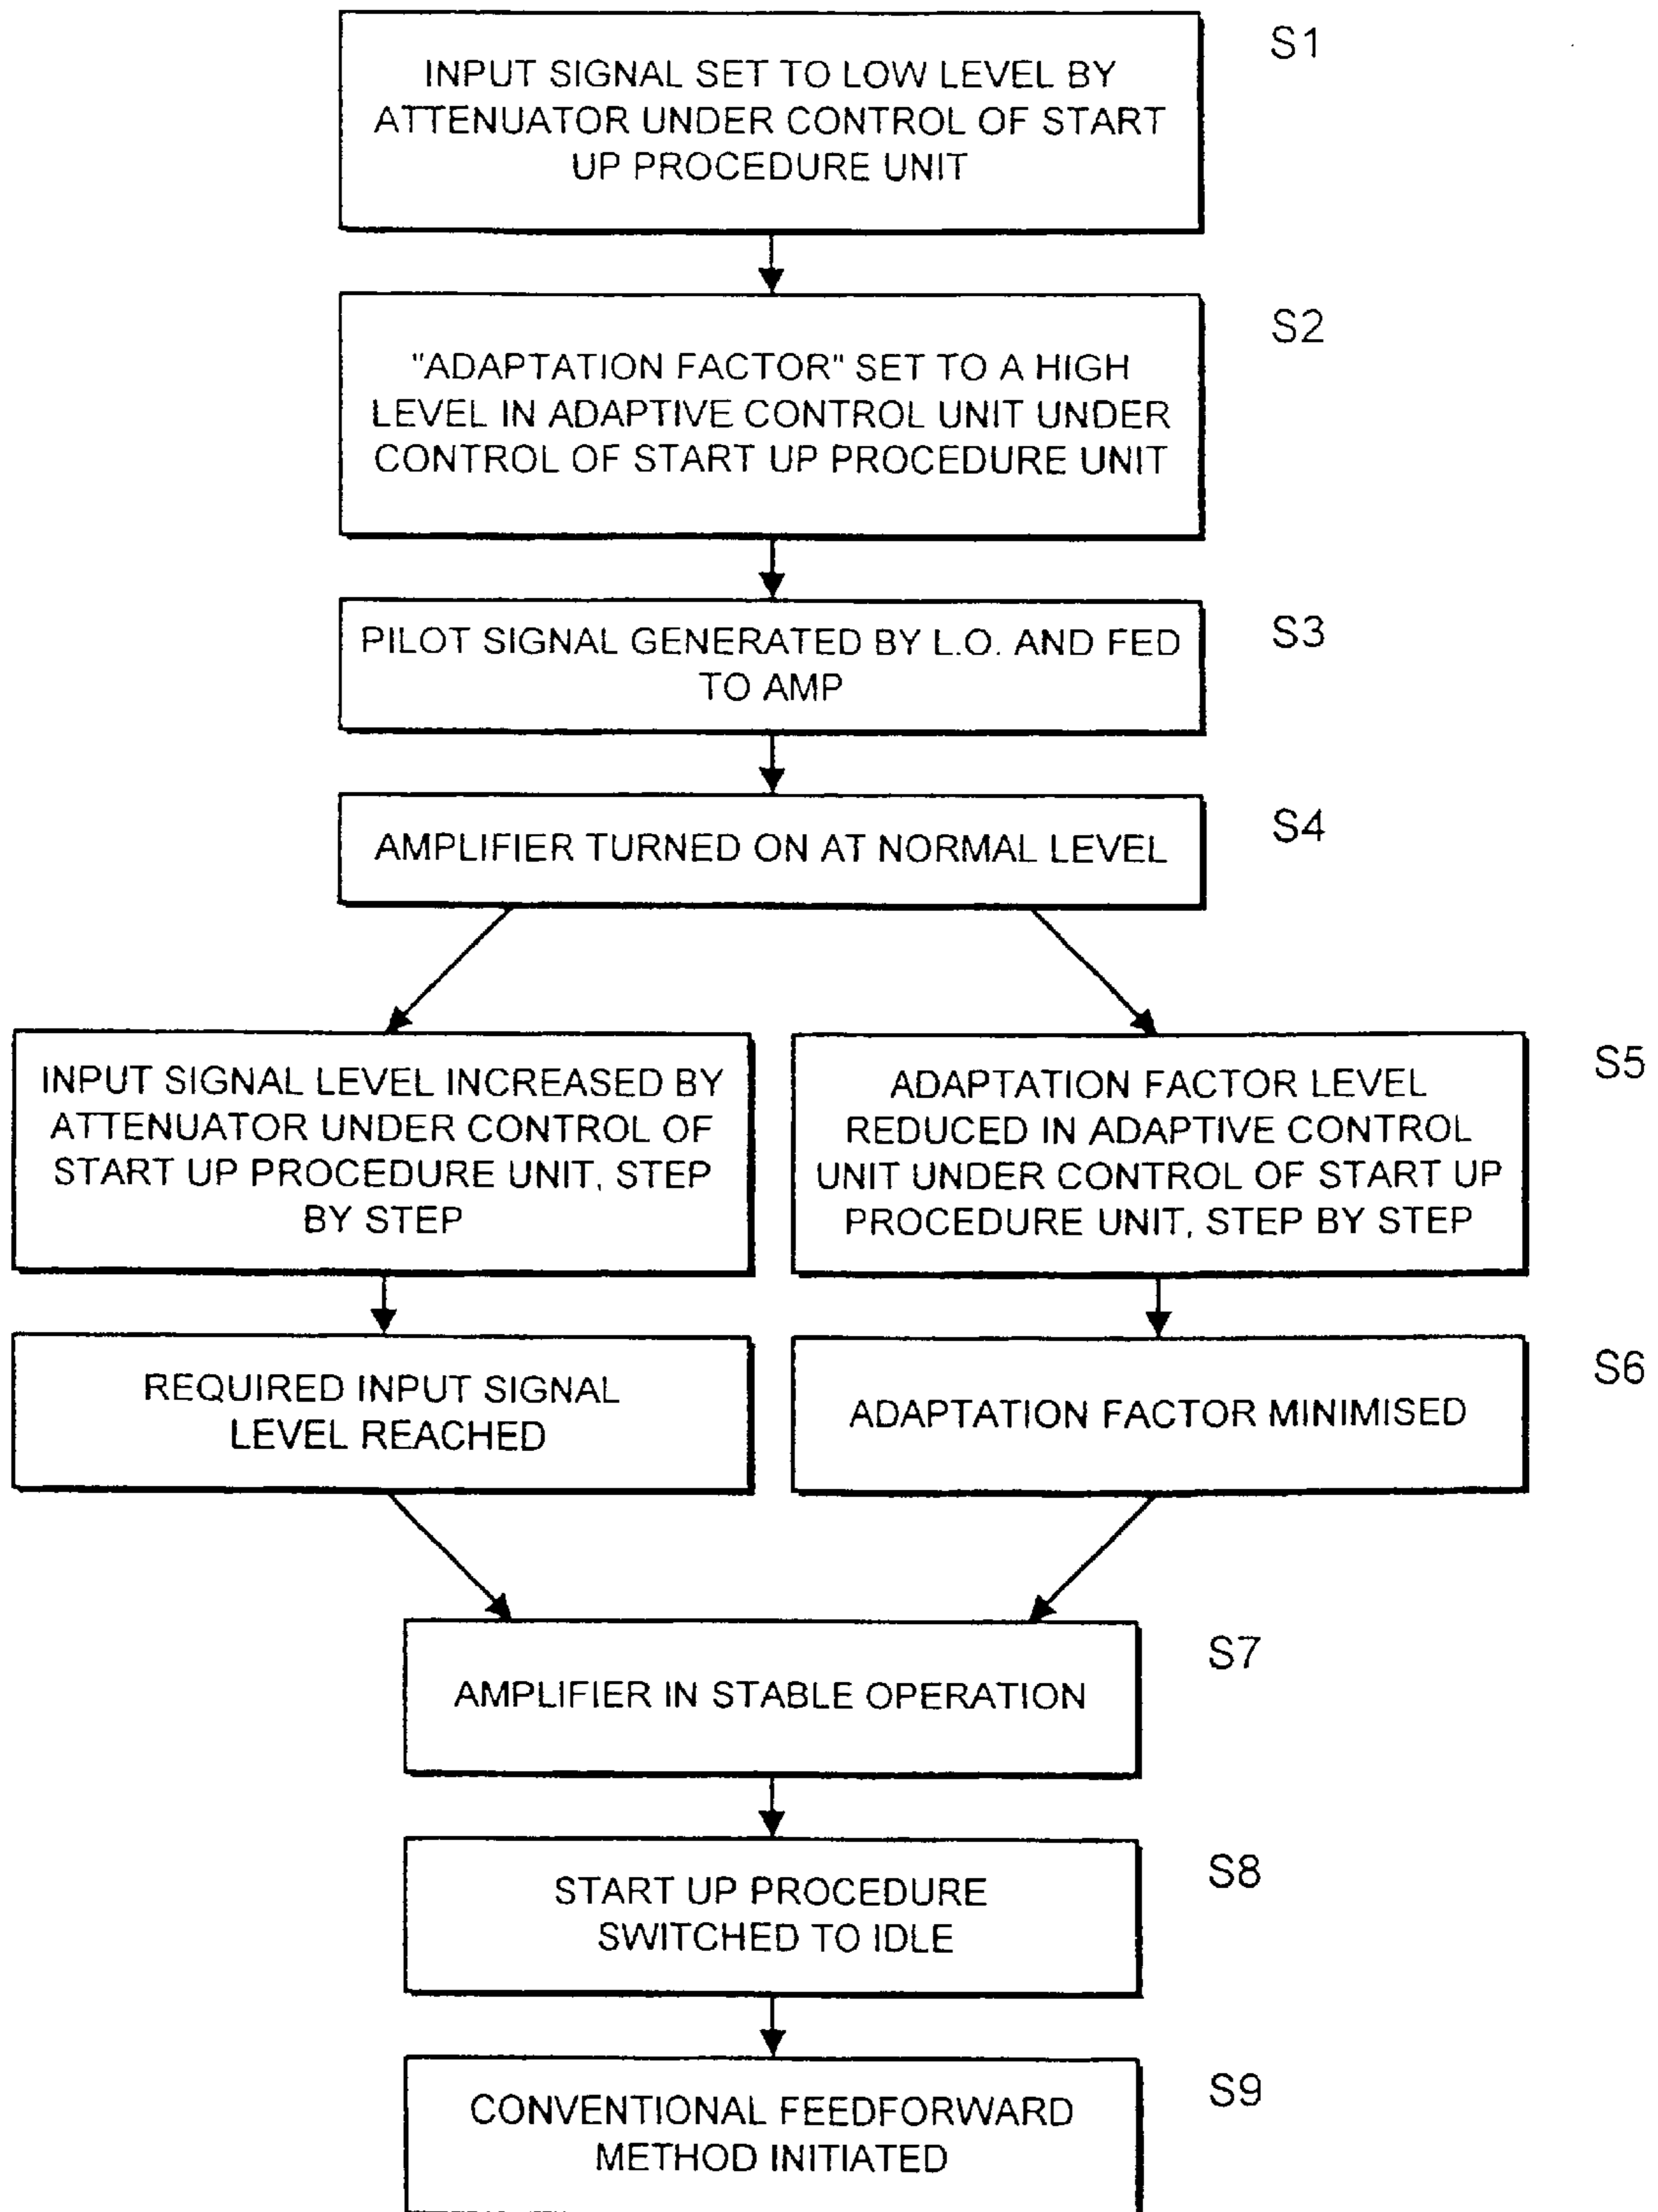 S1
INPUT SIGNAL SET TO LOW LEVEL BY
ATTENUATOR UNDER CONTROL OF START
UP PROCEDURE UNIT
S2
"ADAPTATION FACTOR" SET TO A HIGH
LEVEL IN ADAPTIVE CONTROL UNIT UNDER
CONTROL OF START UP PROCEDURE UNIT
S3
PILOT SIGNAL GENERATED BY L.O. AND FED
TO AMP
S4
AMPLIFIER TURNED ON AT NORMAL LEVEL
INPUT SIGNAL LEVEL INCREASED BY
ATTENUATOR UNDER CONTROL OF
START UP PROCEDURE UNIT, STEP
BY STEP
S5
ADAPTATION FACTOR LEVEL
REDUCED IN ADAPTIVE CONTROL
UNIT UNDER CONTROL OF START UP
PROCEDURE UNIT, STEP BY STEP
REQUIRED INPUT SIGNAL
LEVEL REACHED
S6
ADAPTATION FACTOR MINIMISED
S7
AMPLIFIER IN STABLE OPERATION
S8
START UP PROCEDURE
SWITCHED TO IDLE
S9
CONVENTIONAL FEEDFORWARD
METHOD INITIATED